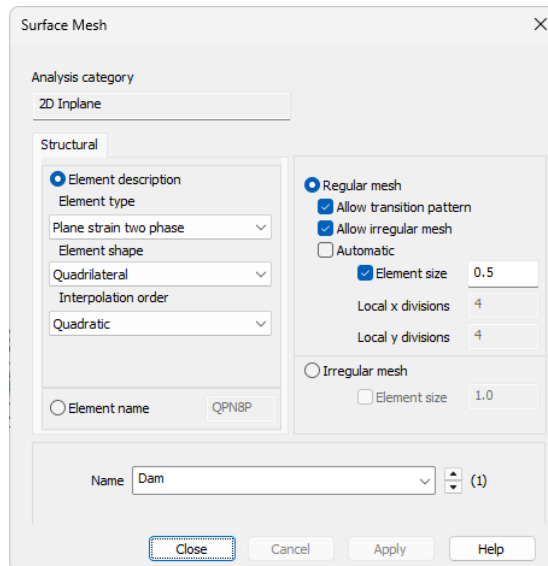 Surface Mesh
Analysis category
2D Inplane
Structural
Element description
Element type
Plane strain two phase
Element shape
Quadrilateral
Interpolation order
Quadratic
Element name QPN8P
Regular mesh
Allow transition pattern
Allow irregular mesh
Automatic
Element size 0.5
Local x divisions 4
Local y divisions 4
Irregular mesh
Element size 1.0
Name Dam (1)
Close Cancel Apply Help